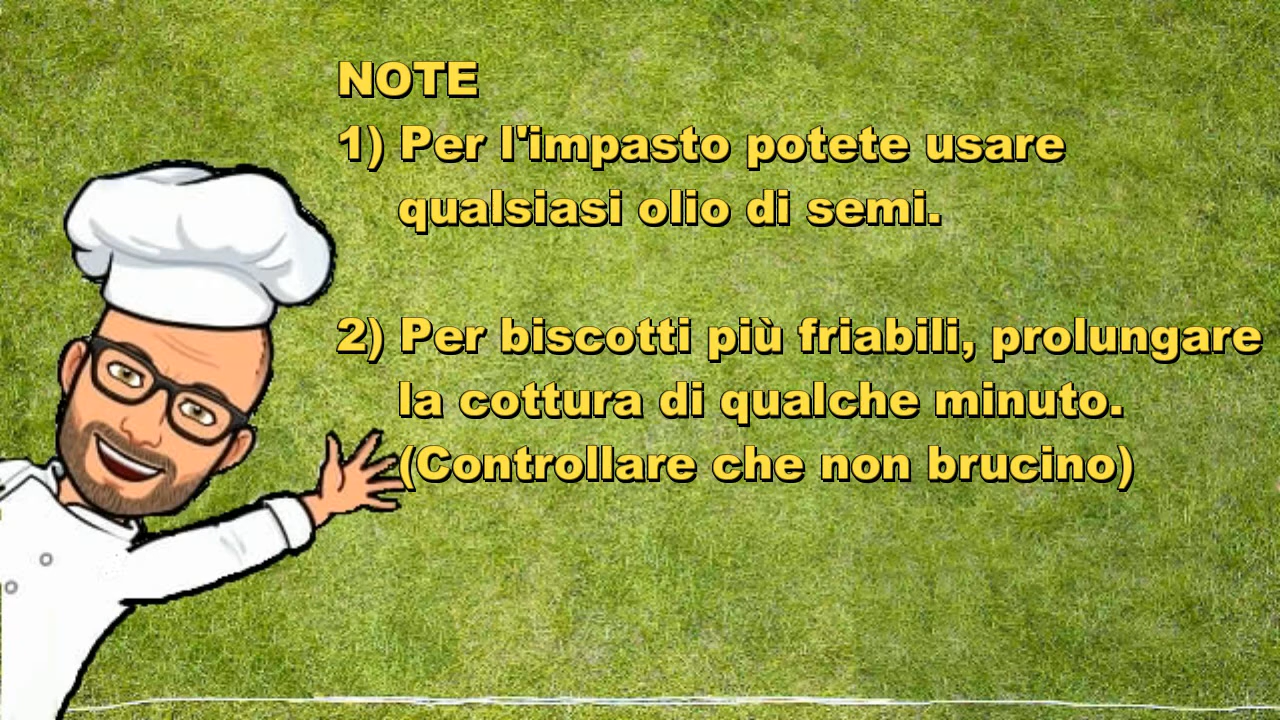 NOTE
1) Per l'impasto potete usare
qualsiasi olio di semi.
2) Per biscotti più friabili, prolungare
la cottura di qualche minuto.
(Controllare che non brucino)